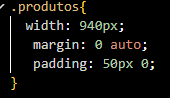 .produtos{
width: 940px;
margin: 0 auto;
padding: 50px 0;
}